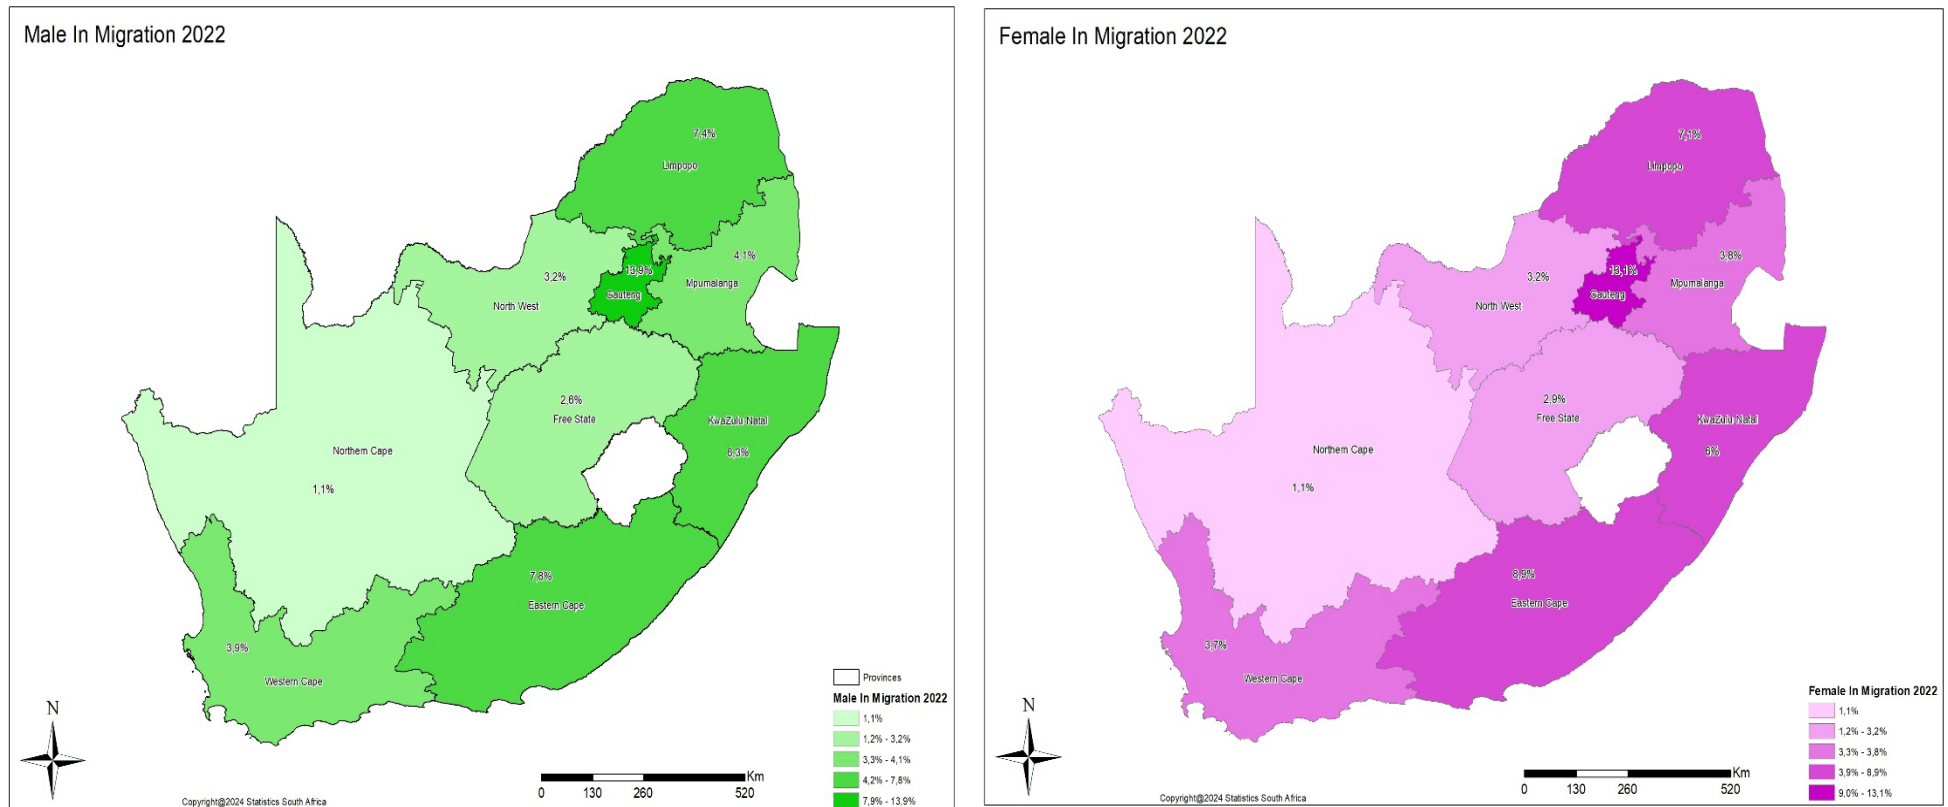 Male In Migration 2022
7,4%
Limpopo
4,1%
Mpumalanga
13,9%
Gauteng
3,2%
North West
2,6%
Free State
KwaZulu-Natal
6,3%
Northern Cape
1,1%
7,8%
Eastern Cape
3,9%
Western Cape
N
Provinces
Male In Migration 2022
1,1%
1,2% - 3,2%
3,3% - 4,1%
4,2% - 7,8%
7,9% - 13,9%
Km
0 130 260 520
Copyright@2024 Statistics South Africa
Female In Migration 2022
7,1%
Limpopo
3,8%
Mpumalanga
13,1%
Gauteng
3,2%
North West
2,9%
Free State
KwaZulu-Natal
6%
Northern Cape
1,1%
8,9%
Eastern Cape
3,7%
Western Cape
N
Female In Migration 2022
1,1%
1,2% - 3,2%
3,3% - 3,8%
3,9% - 8,9%
9,0% - 13,1%
Km
0 130 260 520
Copyright@2024 Statistics South Africa